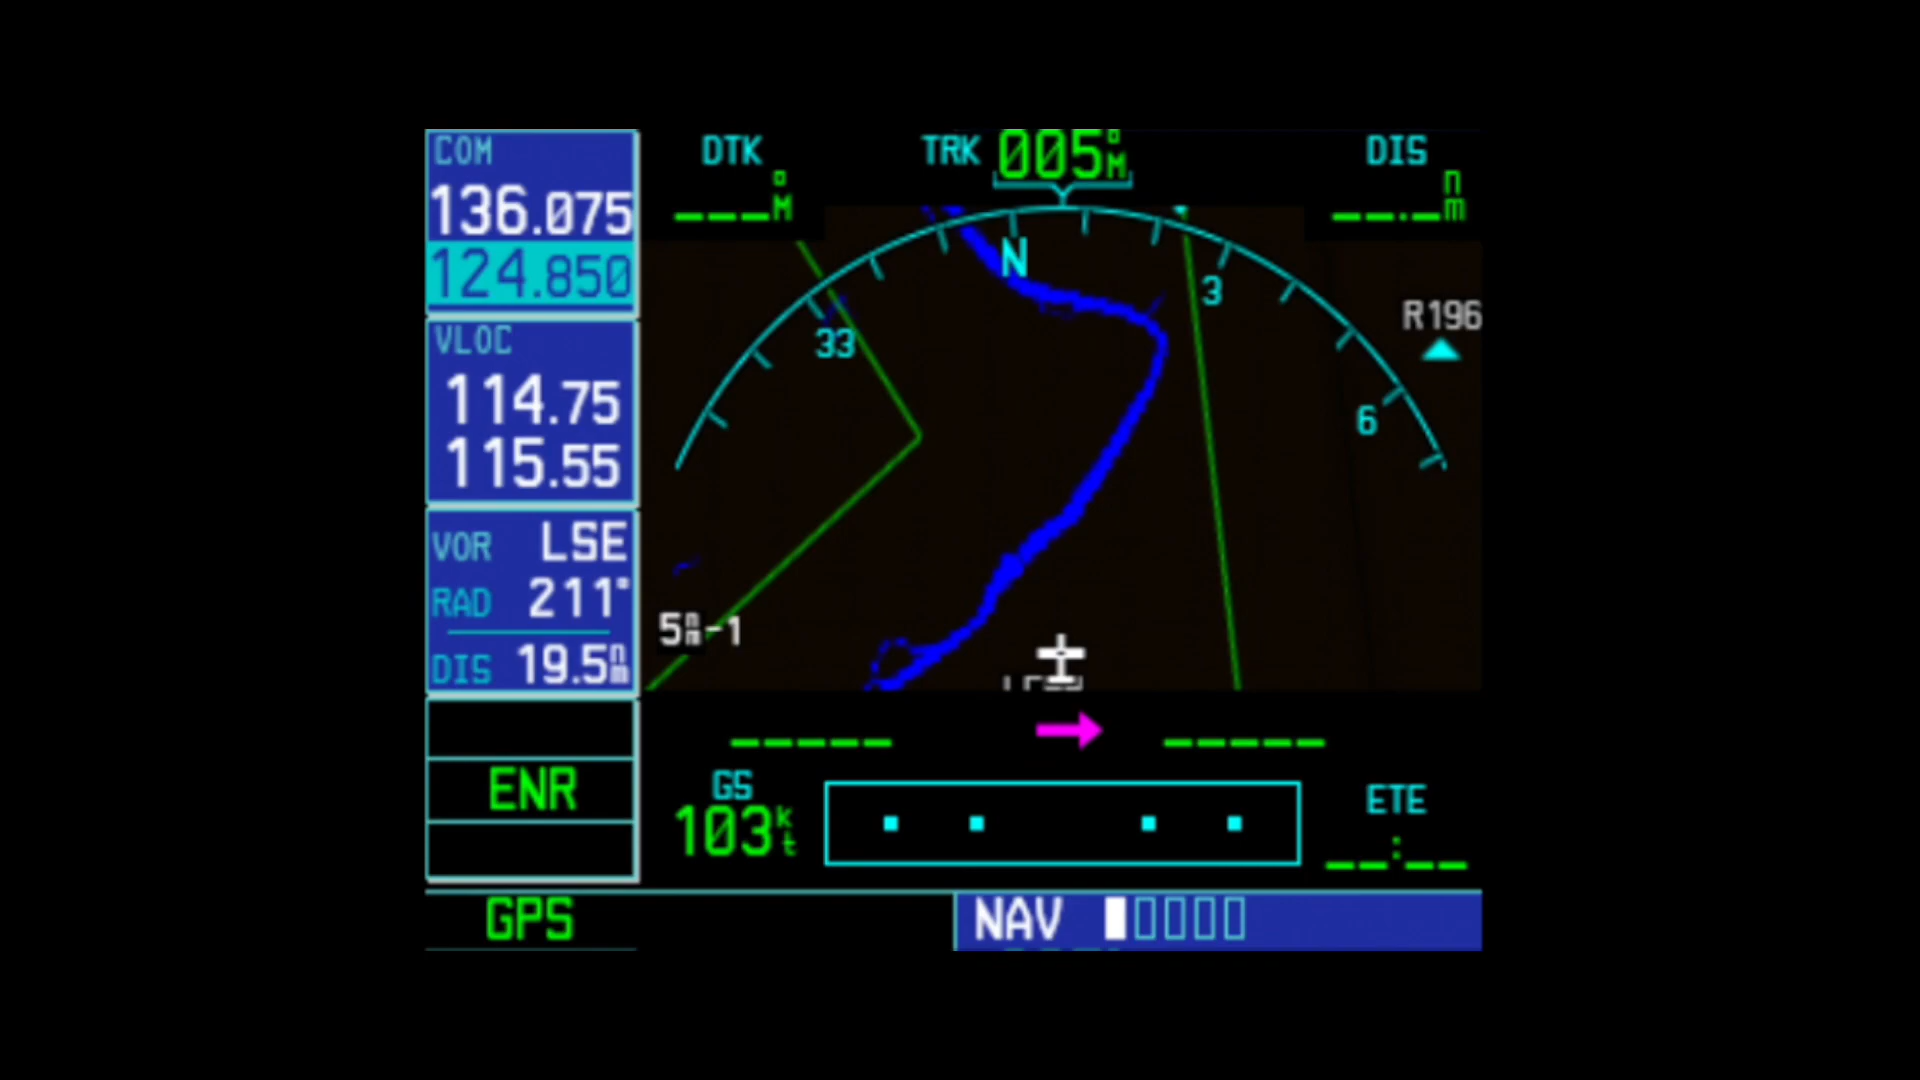 COM
136.075
124.850
VLOC
114.75
115.55
VOR LSE
RAD 211°
DIS 19.5nm
ENR
GPS
DTK
___°M
TRK 005°M
DIS
__._nm
N
33
3
6
R196
5nm-1
_____
_____
GS
103kt
ETE
__:__
NAV